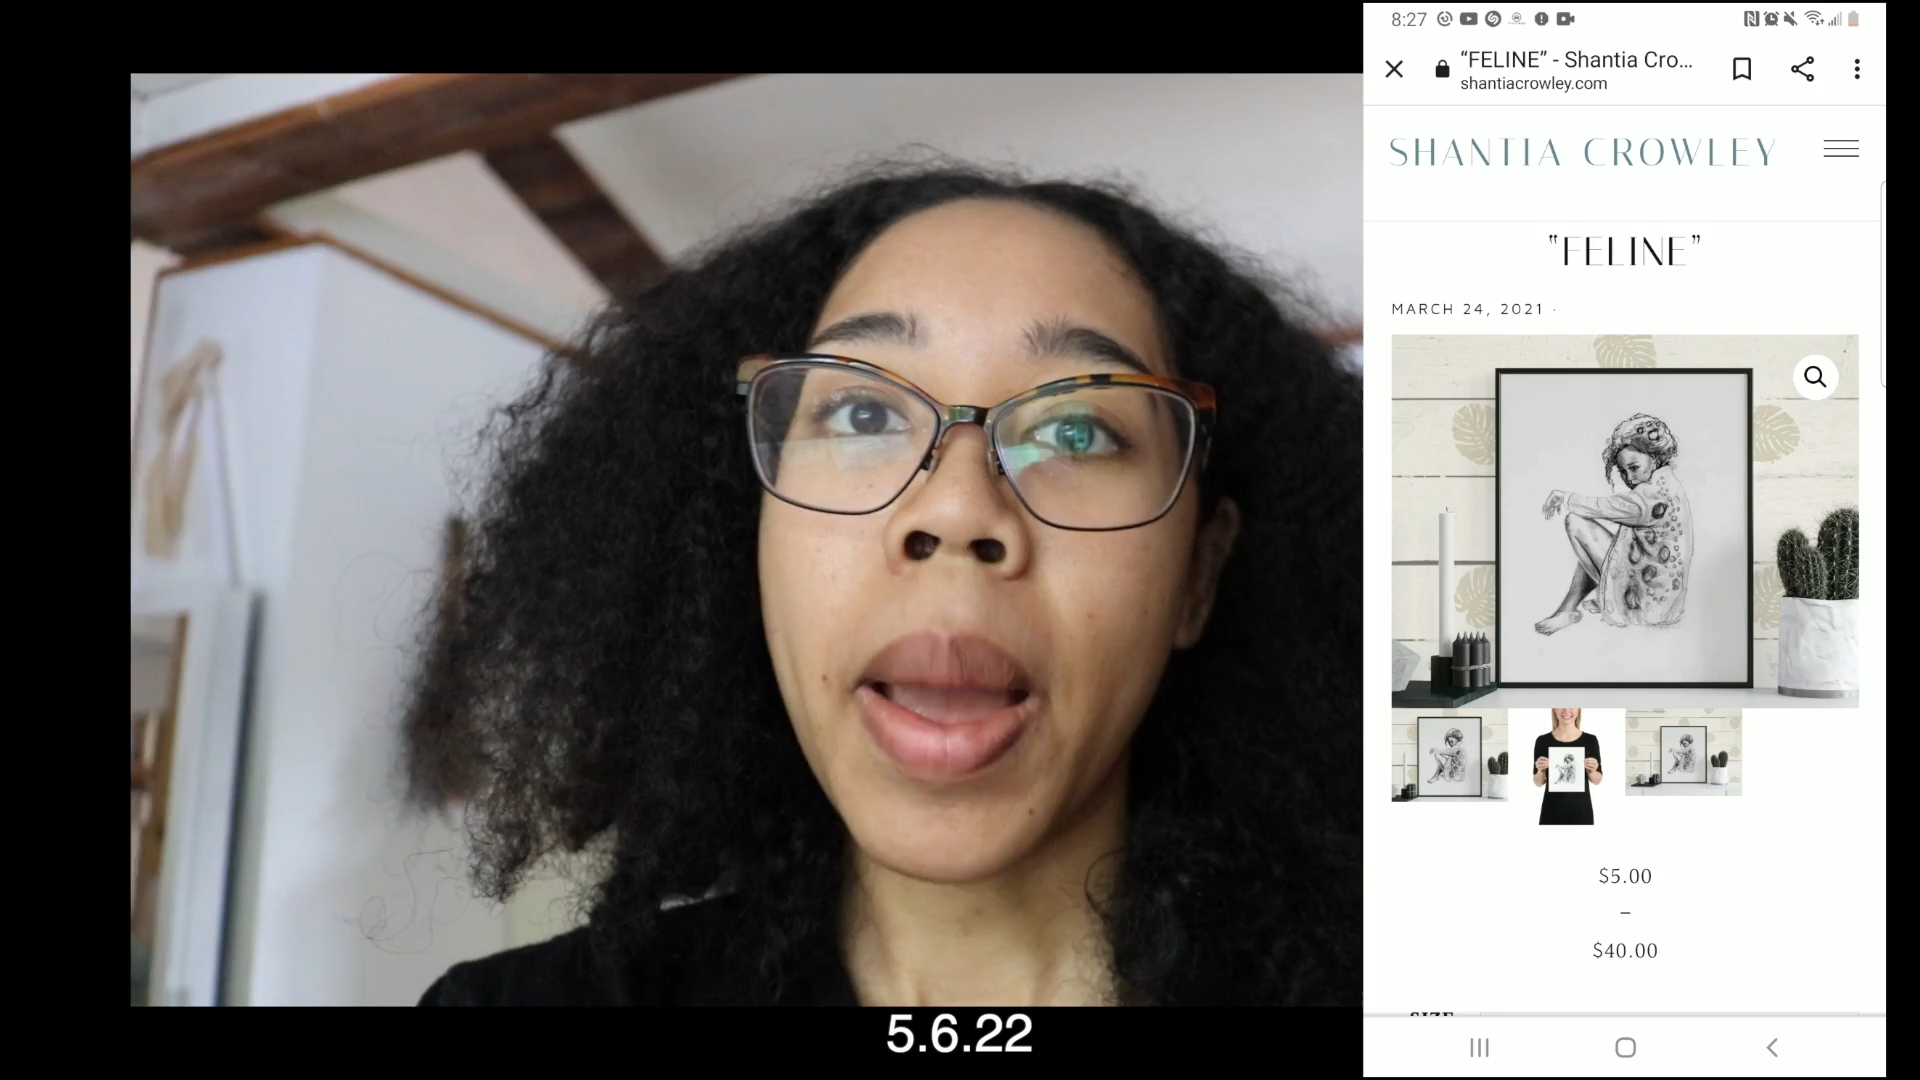 8:27
“FELINE” - Shantia Cro...
shantiacrowley.com
SHANTIA CROWLEY
“FELINE”
MARCH 24, 2021 ·
$5.00
–
$40.00
SIZE
5.6.22